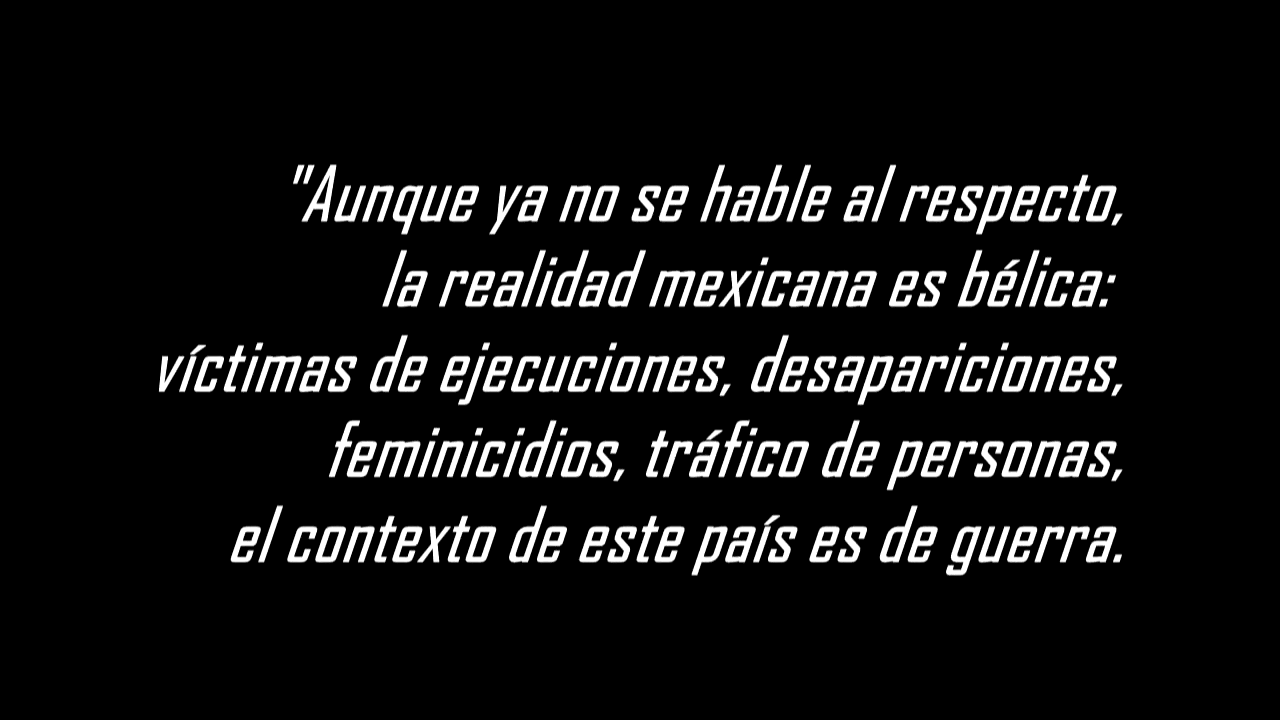 "Aunque ya no se hable al respecto,
la realidad mexicana es bélica:
víctimas de ejecuciones, desapariciones,
feminicidios, tráfico de personas,
el contexto de este país es de guerra.